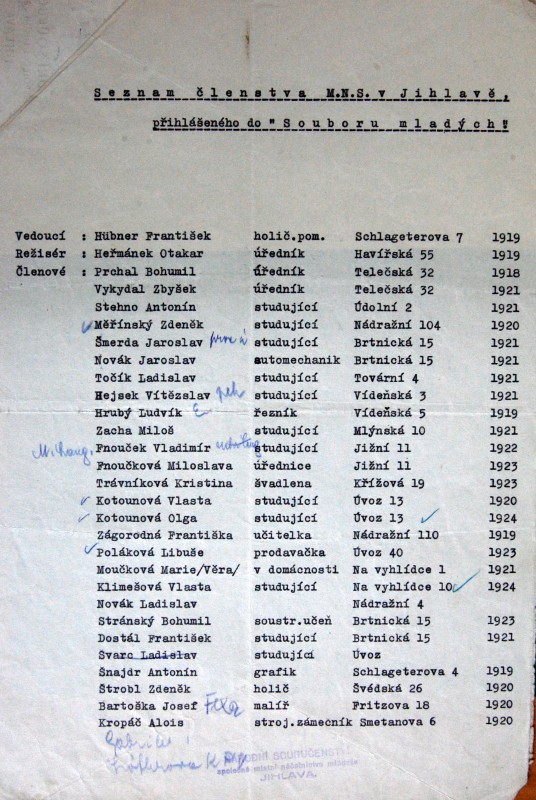 Seznam členstva M.N.S. v Jihlavě,
přihlášeného do " Souboru mladých"
Vedoucí : Hübner František holič.pom. Schlageterova 7 1919
Režisér : Heřmánek Otakar úředník Havířská 55 1919
Členové : Prchal Bohumil úředník Telečská 32 1918
Vykydal Zbyšek úředník Telečská 32 1921
Stehno Antonín studující Údolní 2 1921
Měřínský Zdeněk studující Nádražní 104 1920
Šmerda Jaroslav studující Brtnická 15 1921
Novák Jaroslav automechanik Brtnická 15 1921
Točík Ladislav studující Tovární 4 1921
Hejsek Vítězslav studující Vídeňská 3 1921
Hrubý Ludvík řezník Vídeňská 5 1919
Zacha Miloš studující Mlýnská 10 1921
Fnouček Vladimír studující Jižní 11 1922
Fnoučková Miloslava úřednice Jižní 11 1923
Trávníková Kristina švadlena Křížová 19 1923
Kotounova Vlasta studující Úvoz 13 1920
Kotounova Olga studující Úvoz 13 1924
Zágorodná Františka učitelka Nádražní 110 1919
Poláková Libuše prodavačka Úvoz 40 1923
Moučková Marie/Věra/ v domácnosti Na vyhlídce 1 1921
Klimešová Vlasta studující Na vyhlídce 10 1924
Novák Ladislav Nádražní 4
Stránský Bohumil soustr.učeň Brtnická 15 1923
Dostál František studující Brtnická 15 1921
Švarc Ladislav studující Úvoz
Šnajdr Antonín grafik Schlageterova 4 1919
Štrobl Zdeněk holič Švédská 26 1920
Bartoška Josef malíř Fritzova 18 1920
Kropáč Alois stroj.zámečník Smetanova 6 1920
NÁRODNÍ SOURUČENSTVÍ
JIHLAVA.